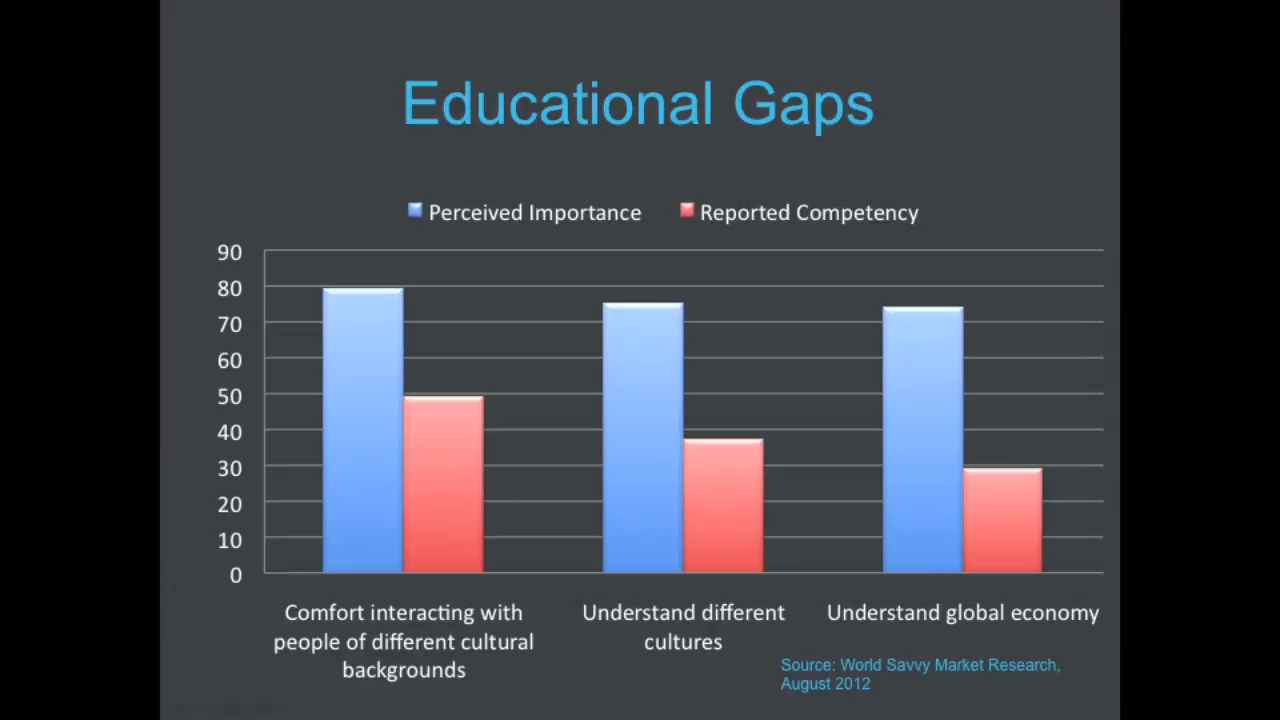 Educational Gaps
Perceived Importance
Reported Competency
90
80
70
60
50
40
30
20
10
0
Comfort interacting with
people of different cultural
backgrounds
Understand different
cultures
Understand global economy
Source: World Savvy Market Research,
August 2012